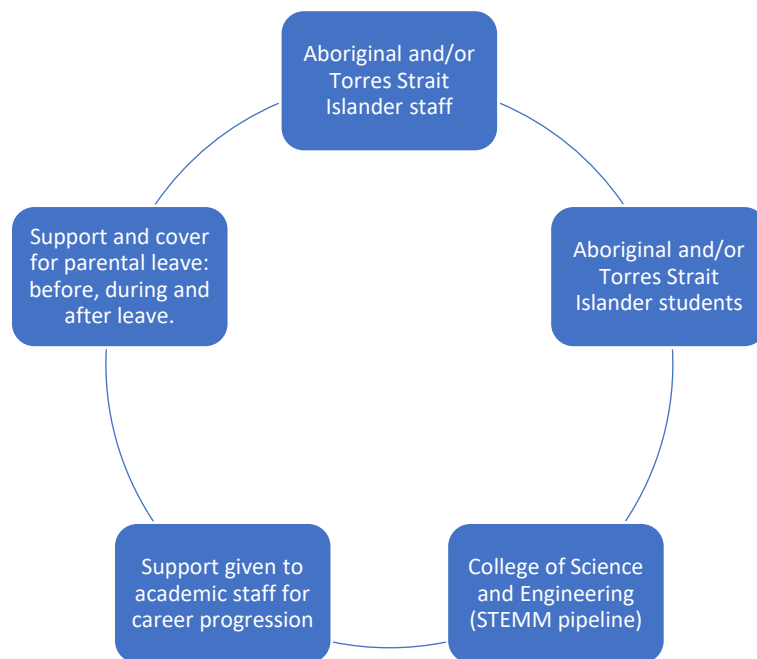 Aboriginal and/or
Torres Strait
Islander staff
Aboriginal and/or
Torres Strait
Islander students
College of Science
and Engineering
(STEMM pipeline)
Support given to
academic staff for
career progression
Support and cover
for parental leave:
before, during and
after leave.